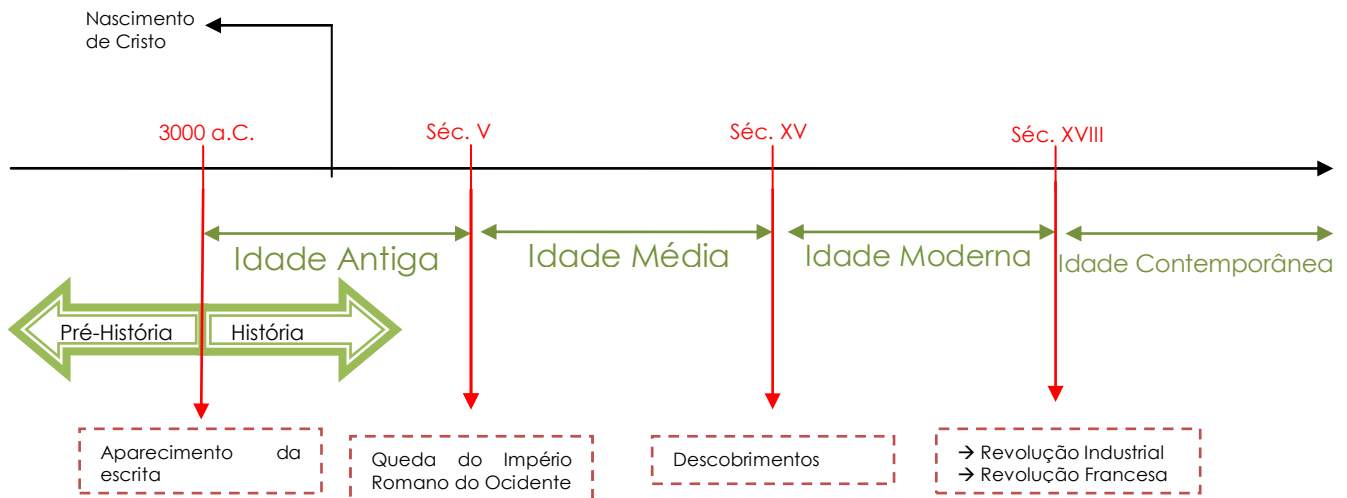 Nascimento
de Cristo
3000 a.C.
Séc. V
Séc. XV
Séc. XVIII
Idade Antiga
Idade Média
Idade Moderna
Idade Contemporânea
Pré-História
História
Aparecimento da
escrita
Queda do Império
Romano do Ocidente
Descobrimentos
→ Revolução Industrial
→ Revolução Francesa